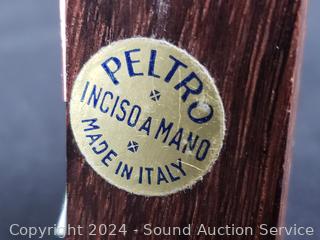 PELTRO
INCISO A MANO
MADE IN ITALY
Copyright © 2024 - Sound Auction Service